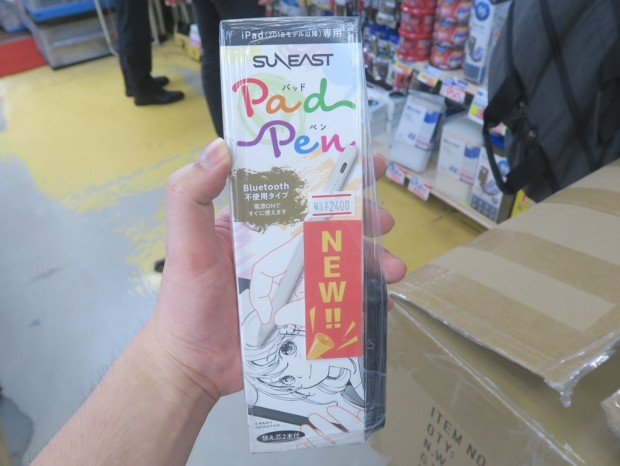 iPad(2018モデル以降)専用
SUNEAST
パッド
Pad
ペン
Pen
Bluetooth
不使用タイプ
電源ONで
すぐに使えます
税込¥2400
NEW!!
替え芯2本付
ITEM NO
QTY:
N.W
G.